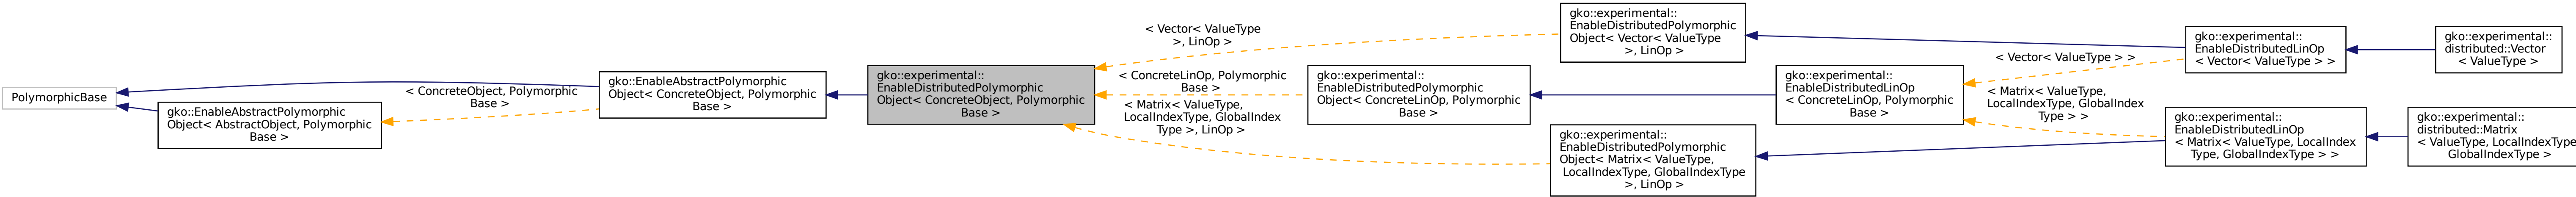 PolymorphicBase
gko::EnableAbstractPolymorphic
Object< AbstractObject, Polymorphic
Base >
< ConcreteObject, Polymorphic
Base >
gko::EnableAbstractPolymorphic
Object< ConcreteObject, Polymorphic
Base >
gko::experimental::
EnableDistributedPolymorphic
Object< ConcreteObject, Polymorphic
Base >
< Vector< ValueType
>, LinOp >
< ConcreteLinOp, Polymorphic
Base >
< Matrix< ValueType,
LocalIndexType, GlobalIndex
Type >, LinOp >
gko::experimental::
EnableDistributedPolymorphic
Object< Vector< ValueType
>, LinOp >
gko::experimental::
EnableDistributedPolymorphic
Object< ConcreteLinOp, Polymorphic
Base >
gko::experimental::
EnableDistributedPolymorphic
Object< Matrix< ValueType,
LocalIndexType, GlobalIndexType
>, LinOp >
gko::experimental::
EnableDistributedLinOp
< ConcreteLinOp, Polymorphic
Base >
< Vector< ValueType > >
< Matrix< ValueType,
LocalIndexType, GlobalIndex
Type > >
gko::experimental::
EnableDistributedLinOp
< Vector< ValueType > >
gko::experimental::
EnableDistributedLinOp
< Matrix< ValueType, LocalIndex
Type, GlobalIndexType > >
gko::experimental::
distributed::Vector
< ValueType >
gko::experimental::
distributed::Matrix
< ValueType, LocalIndexType
GlobalIndexType >